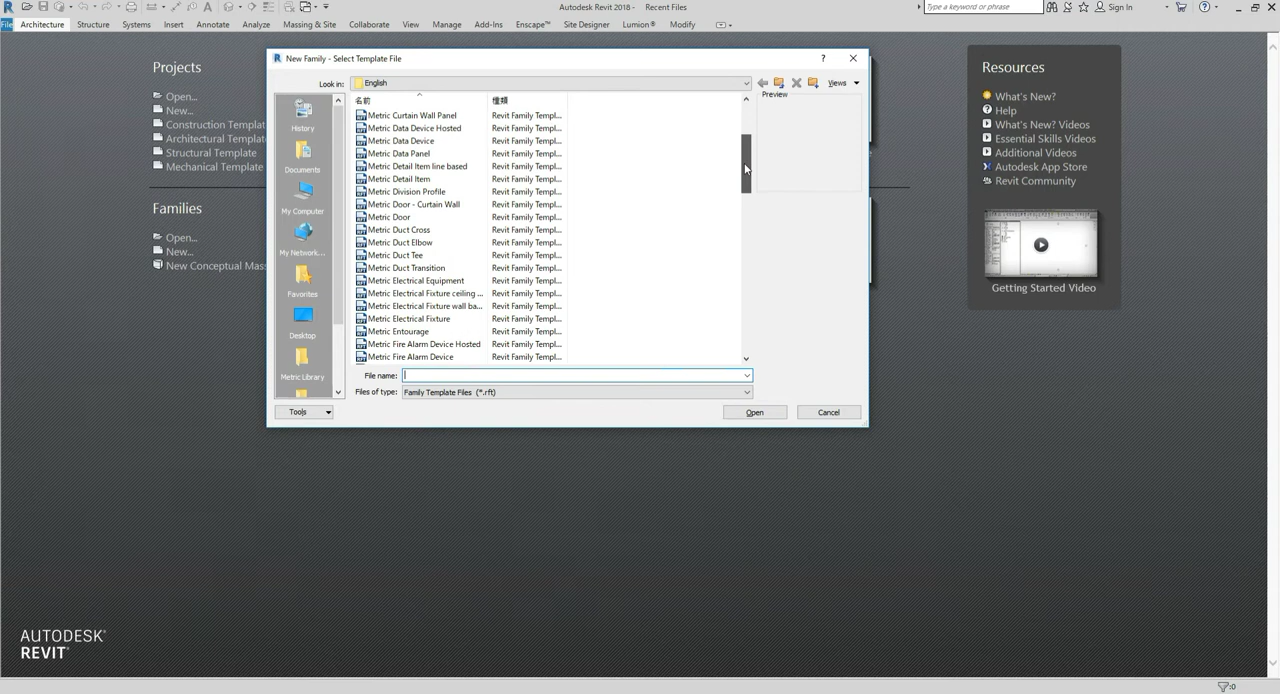 Autodesk Revit 2018 - Recent Files
Type a keyword or phrase
Sign In
File Architecture Structure Systems Insert Annotate Analyze Massing & Site Collaborate View Manage Add-Ins Enscape™ Site Designer Lumion® Modify
Projects
Open...
New...
Construction Templat
Architectural Templat
Structural Template
Mechanical Template
Families
Open...
New...
New Conceptual Mass
New Family - Select Template File
Look in: English
Views
History
Documents
My Computer
My Network...
Favorites
Desktop
Metric Library
名前 種類
Metric Curtain Wall Panel Revit Family Templ...
Metric Data Device Hosted Revit Family Templ...
Metric Data Device Revit Family Templ...
Metric Data Panel Revit Family Templ...
Metric Detail Item line based Revit Family Templ...
Metric Detail Item Revit Family Templ...
Metric Division Profile Revit Family Templ...
Metric Door - Curtain Wall Revit Family Templ...
Metric Door Revit Family Templ...
Metric Duct Cross Revit Family Templ...
Metric Duct Elbow Revit Family Templ...
Metric Duct Tee Revit Family Templ...
Metric Duct Transition Revit Family Templ...
Metric Electrical Equipment Revit Family Templ...
Metric Electrical Fixture ceiling ... Revit Family Templ...
Metric Electrical Fixture wall ba... Revit Family Templ...
Metric Electrical Fixture Revit Family Templ...
Metric Entourage Revit Family Templ...
Metric Fire Alarm Device Hosted Revit Family Templ...
Metric Fire Alarm Device Revit Family Templ...
Preview
File name:
Files of type: Family Template Files (*.rft)
Tools
Open
Cancel
Resources
What's New?
Help
What's New? Videos
Essential Skills Videos
Additional Videos
Autodesk App Store
Revit Community
Getting Started Video
AUTODESK®
REVIT®
:0